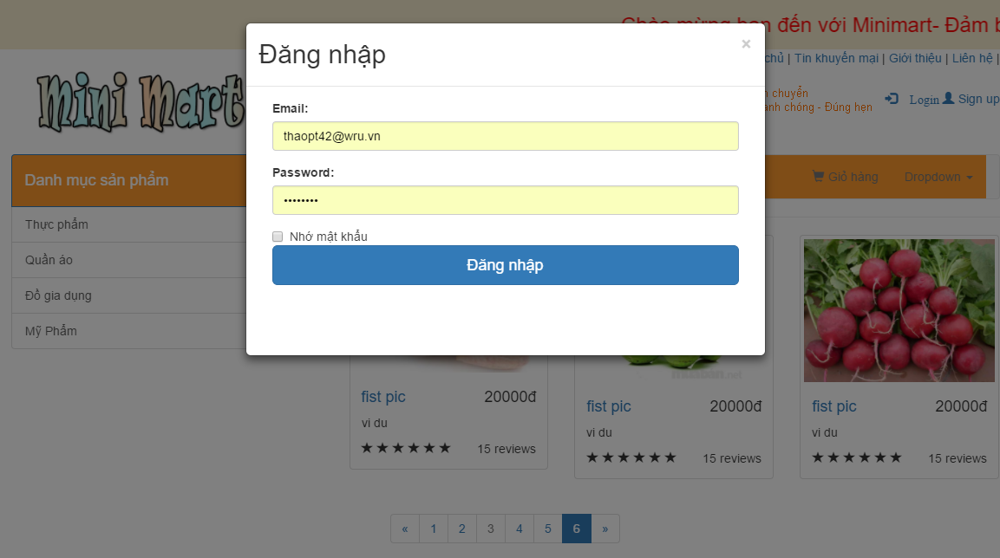 Chào mừng bạn đến với Minimart- Đảm b
chủ | Tin khuyến mại | Giới thiệu | Liên hệ |
Mini Mart
chuyển
anh chóng - Đúng hẹn
Login
Sign up
Đăng nhập
×
Email:
thaopt42@wru.vn
Password:
••••••••
Nhớ mật khẩu
Đăng nhập
Danh mục sản phẩm
Giỏ hàng
Dropdown
Thực phẩm
Quần áo
Đồ gia dụng
Mỹ Phẩm
fist pic 20000đ
vi du
★★★★★★ 15 reviews
fist pic 20000đ
vi du
★★★★★★ 15 reviews
fist pic 20000đ
vi du
★★★★★★ 15 reviews
« 1 2 3 4 5 6 »